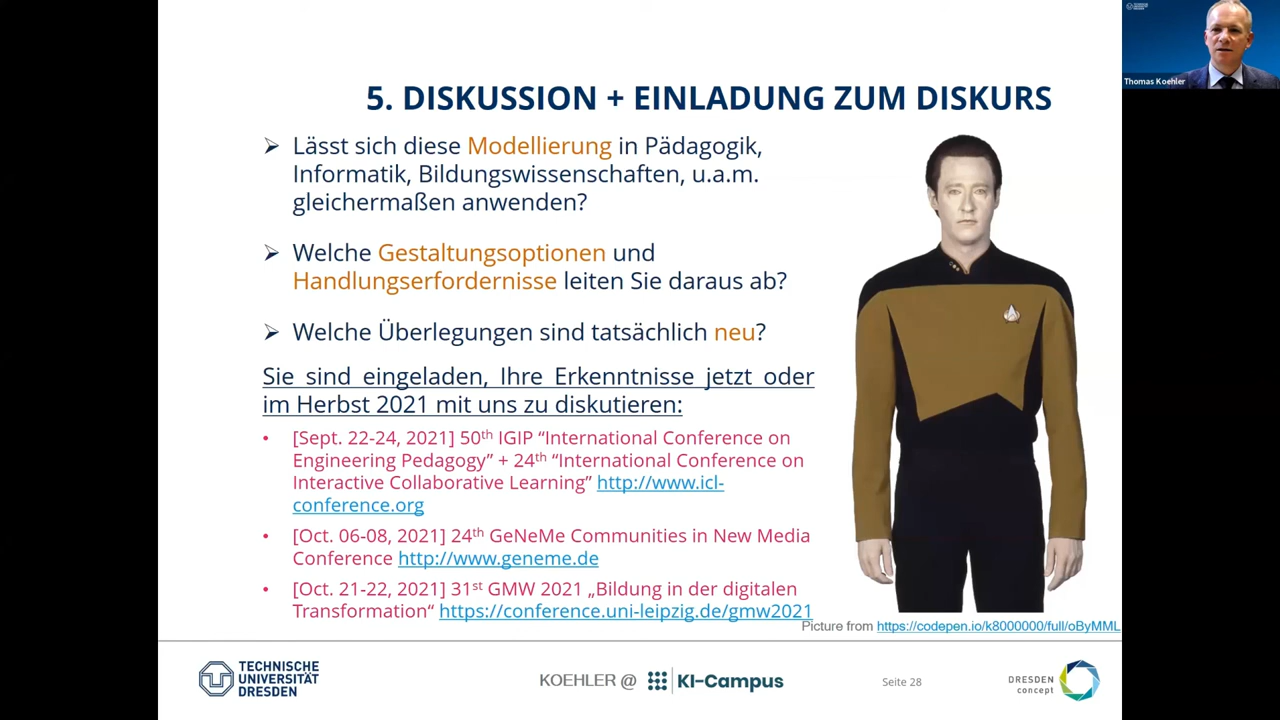 5. DISKUSSION + EINLADUNG ZUM DISKURS
➢ Lässt sich diese Modellierung in Pädagogik,
Informatik, Bildungswissenschaften, u.a.m.
gleichermaßen anwenden?
➢ Welche Gestaltungsoptionen und
Handlungserfordernisse leiten Sie daraus ab?
➢ Welche Überlegungen sind tatsächlich neu?
Sie sind eingeladen, Ihre Erkenntnisse jetzt oder
im Herbst 2021 mit uns zu diskutieren:
• [Sept. 22-24, 2021] 50th IGIP “International Conference on
Engineering Pedagogy” + 24th “International Conference on
Interactive Collaborative Learning” http://www.icl-
conference.org
• [Oct. 06-08, 2021] 24th GeNeMe Communities in New Media
Conference http://www.geneme.de
• [Oct. 21-22, 2021] 31st GMW 2021 „Bildung in der digitalen
Transformation“ https://conference.uni-leipzig.de/gmw2021
Picture from https://codepen.io/k8000000/full/oByMML
TECHNISCHE
UNIVERSITÄT
DRESDEN
KOEHLER @ KI-Campus
Seite 28
DRESDEN
concept
TECHNISCHE
UNIVERSITÄT
DRESDEN
Thomas Koehler